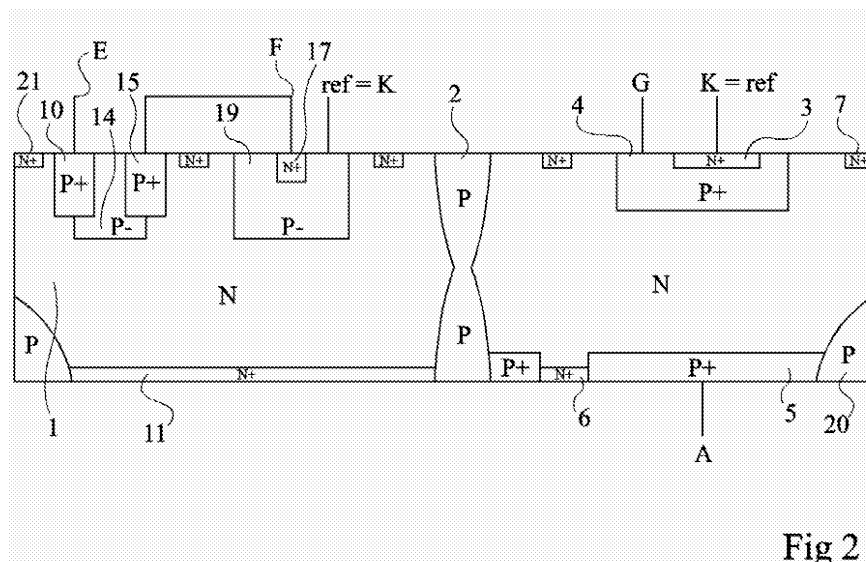 E
F
17
21
15
ref = K
2
G
K = ref
10
14
19
4
3
7
N+
N+
N+
N+
N+
N+
N+
P+
P+
P
P+
P-
P-
N
N
P
P
P+
N+
P+
P
N+
1
11
6
5
20
A
Fig 2